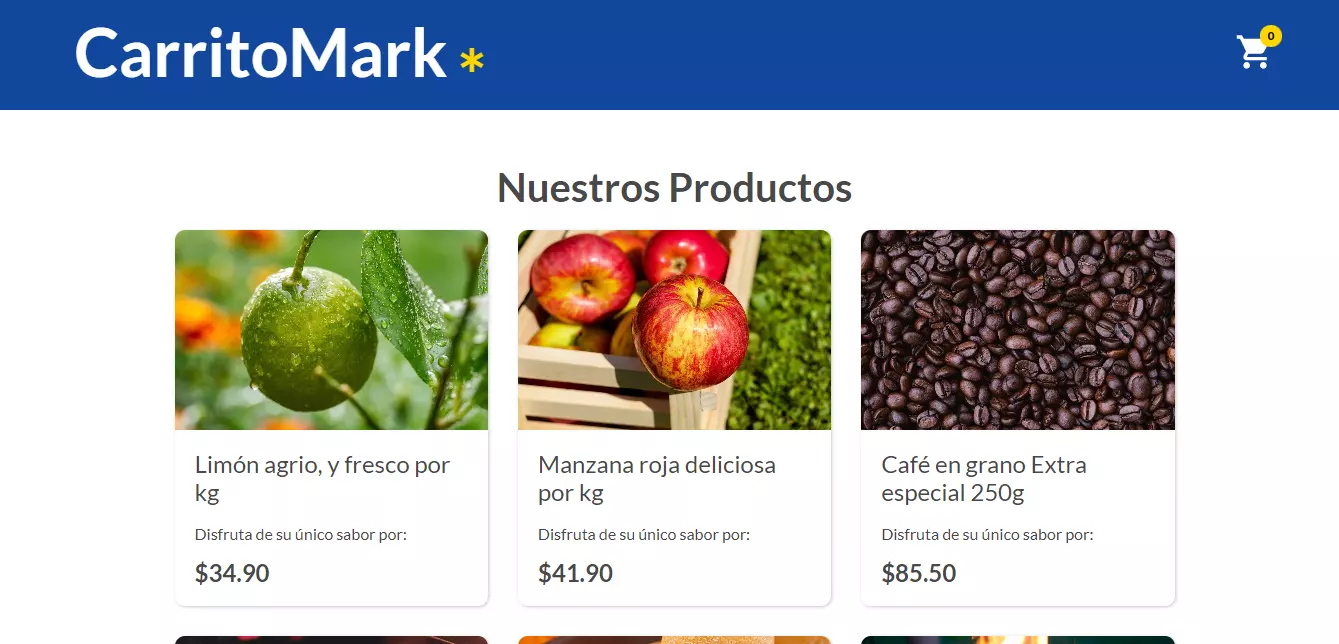 CarritoMark *
0
Nuestros Productos
Limón agrio, y fresco por
kg
Disfruta de su único sabor por:
$34.90
Manzana roja deliciosa
por kg
Disfruta de su único sabor por:
$41.90
Café en grano Extra
especial 250g
Disfruta de su único sabor por:
$85.50